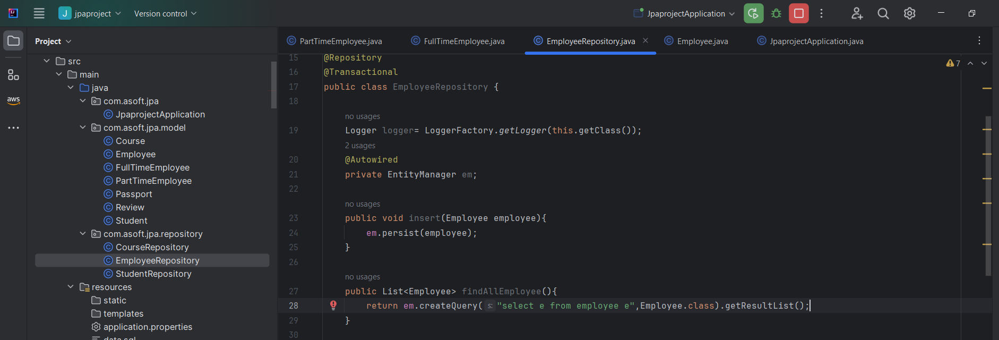 J jpaproject Version control JpaprojectApplication
Project
PartTimeEmployee.java FullTimeEmployee.java EmployeeRepository.java Employee.java JpaprojectApplication.java
src
main
java
com.asoft.jpa
JpaprojectApplication
com.asoft.jpa.model
Course
Employee
FullTimeEmployee
PartTimeEmployee
Passport
Review
Student
com.asoft.jpa.repository
CourseRepository
EmployeeRepository
StudentRepository
resources
static
templates
application.properties
data.sql
aws
7
15 @Repository
16 @Transactional
17 public class EmployeeRepository {
18
no usages
19 Logger logger= LoggerFactory.getLogger(this.getClass());
2 usages
20 @Autowired
21 private EntityManager em;
22
no usages
23 public void insert(Employee employee){
24 em.persist(employee);
25 }
26
no usages
27 public List<Employee> findAllEmployee(){
28 return em.createQuery( s: "select e from employee e",Employee.class).getResultList();
29 }
30